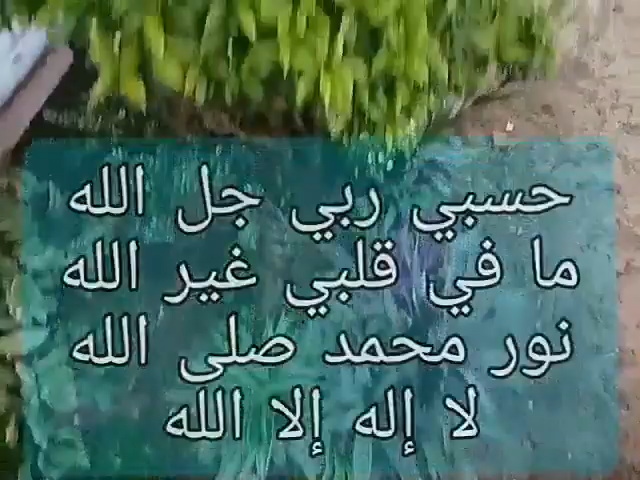 حسبي ربي جل الله
ما في قلبي غير الله
نور محمد صلى الله
لا إله إلا الله